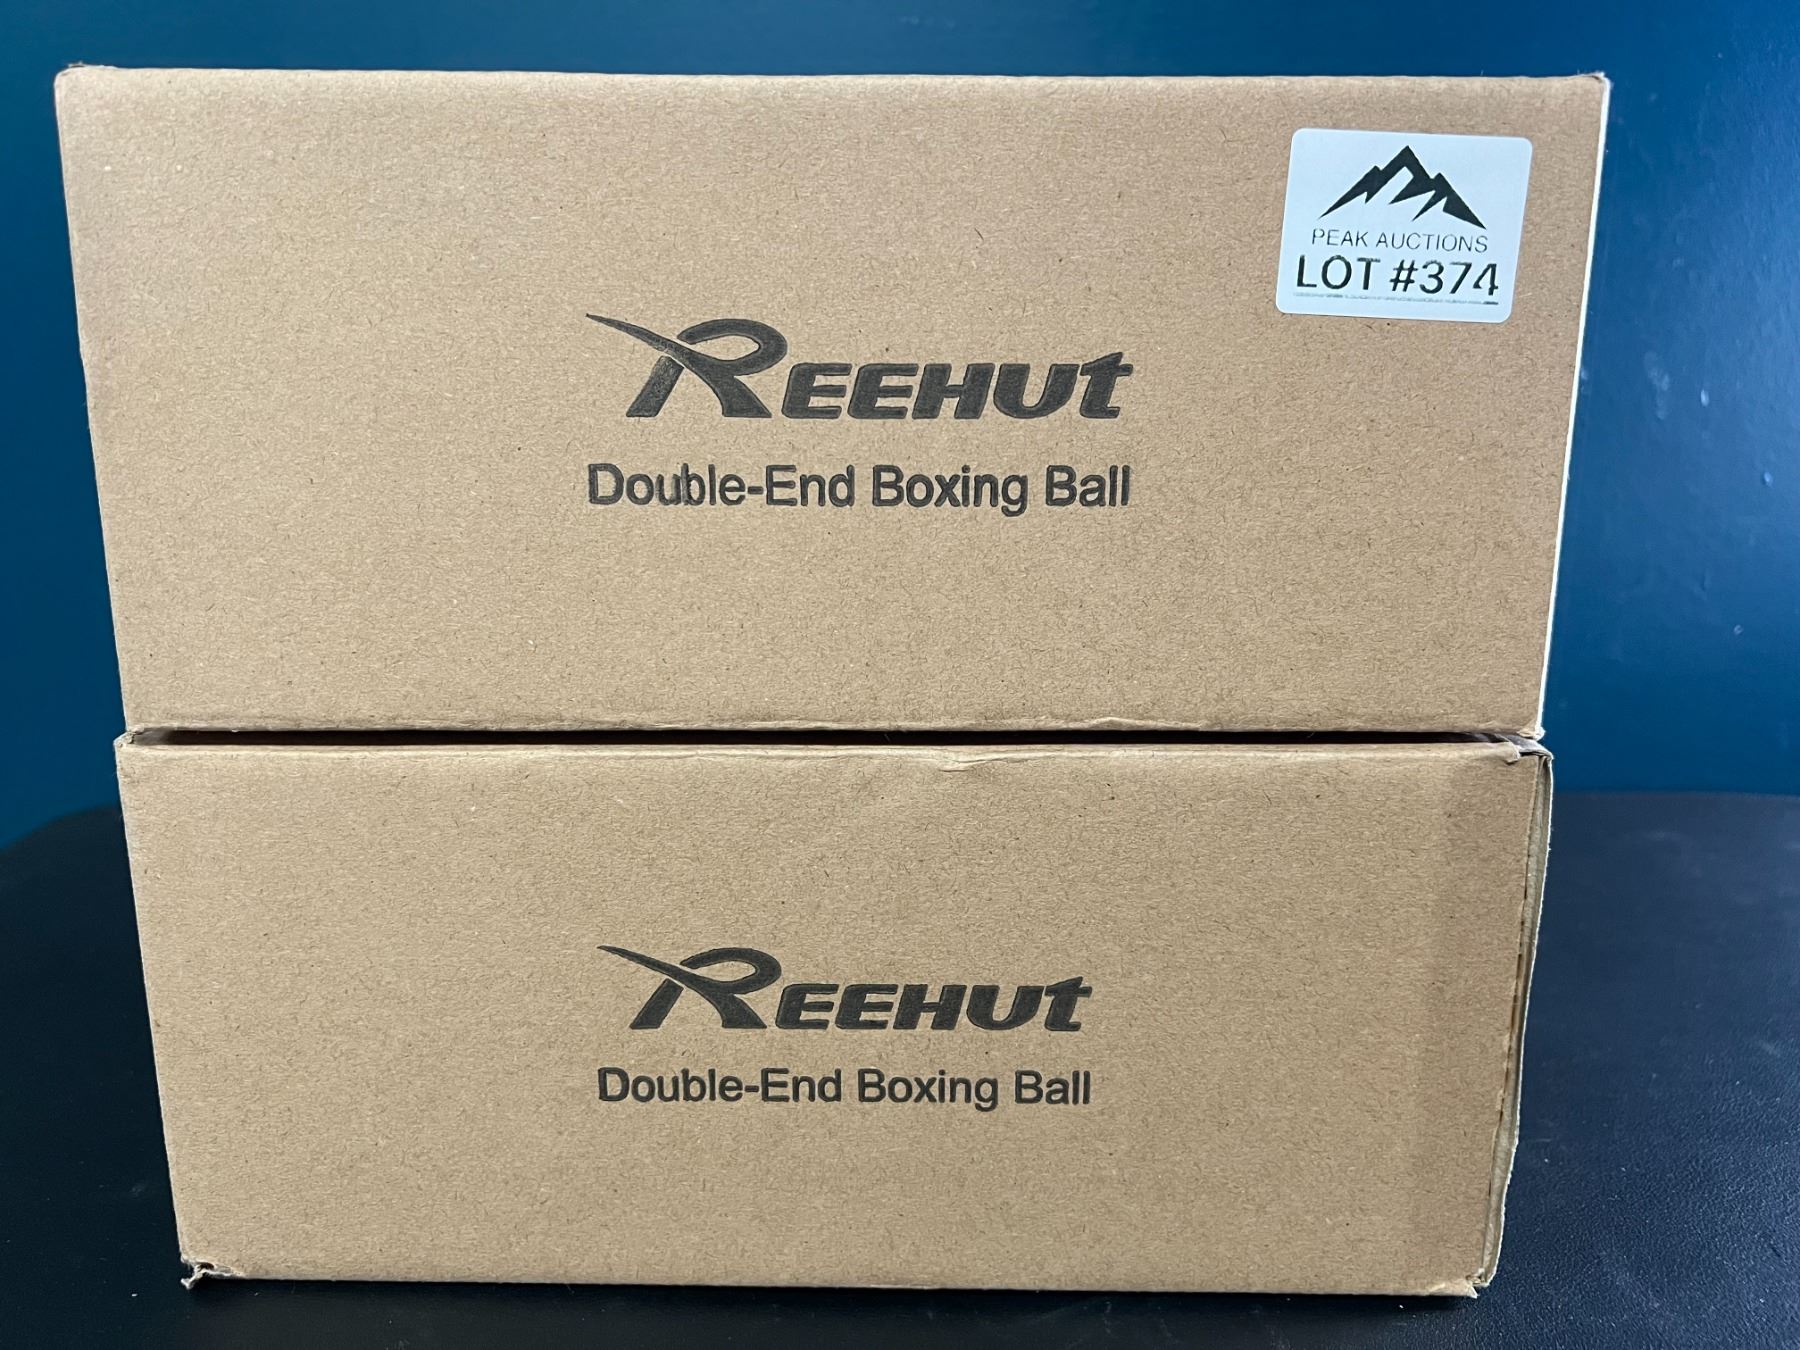 PEAK AUCTIONS
LOT #374
REEHUt
Double-End Boxing Ball
REEHUt
Double-End Boxing Ball